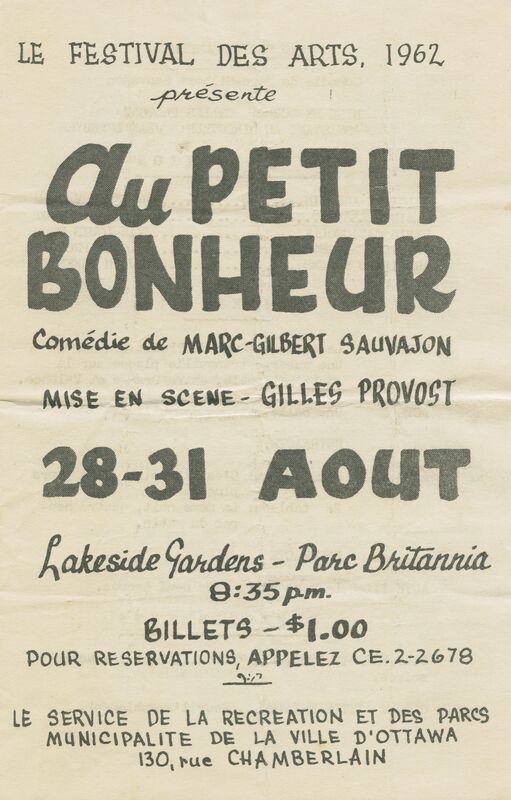 LE FESTIVAL DES ARTS, 1962
présente
au PETIT
BONHEUR
Comédie de MARC-GILBERT SAUVAJON
MISE EN SCENE - GILLES PROVOST
28-31 AOUT
Lakeside Gardens - Parc Britannia
8:35 p.m.
BILLETS - $1.00
POUR RESERVATIONS, APPELEZ CE. 2-2678
LE SERVICE DE LA RECREATION ET DES PARCS
MUNICIPALITE DE LA VILLE D'OTTAWA
130, rue CHAMBERLAIN